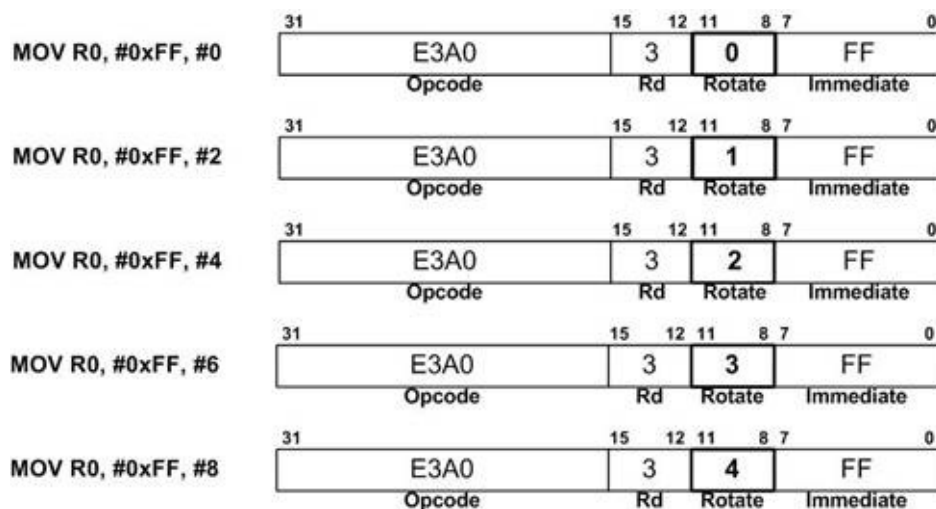 31 15 12 11 8 7 0
MOV R0, #0xFF, #0 E3A0 3 0 FF
Opcode Rd Rotate Immediate
31 15 12 11 8 7 0
MOV R0, #0xFF, #2 E3A0 3 1 FF
Opcode Rd Rotate Immediate
31 15 12 11 8 7 0
MOV R0, #0xFF, #4 E3A0 3 2 FF
Opcode Rd Rotate Immediate
31 15 12 11 8 7 0
MOV R0, #0xFF, #6 E3A0 3 3 FF
Opcode Rd Rotate Immediate
31 15 12 11 8 7 0
MOV R0, #0xFF, #8 E3A0 3 4 FF
Opcode Rd Rotate Immediate